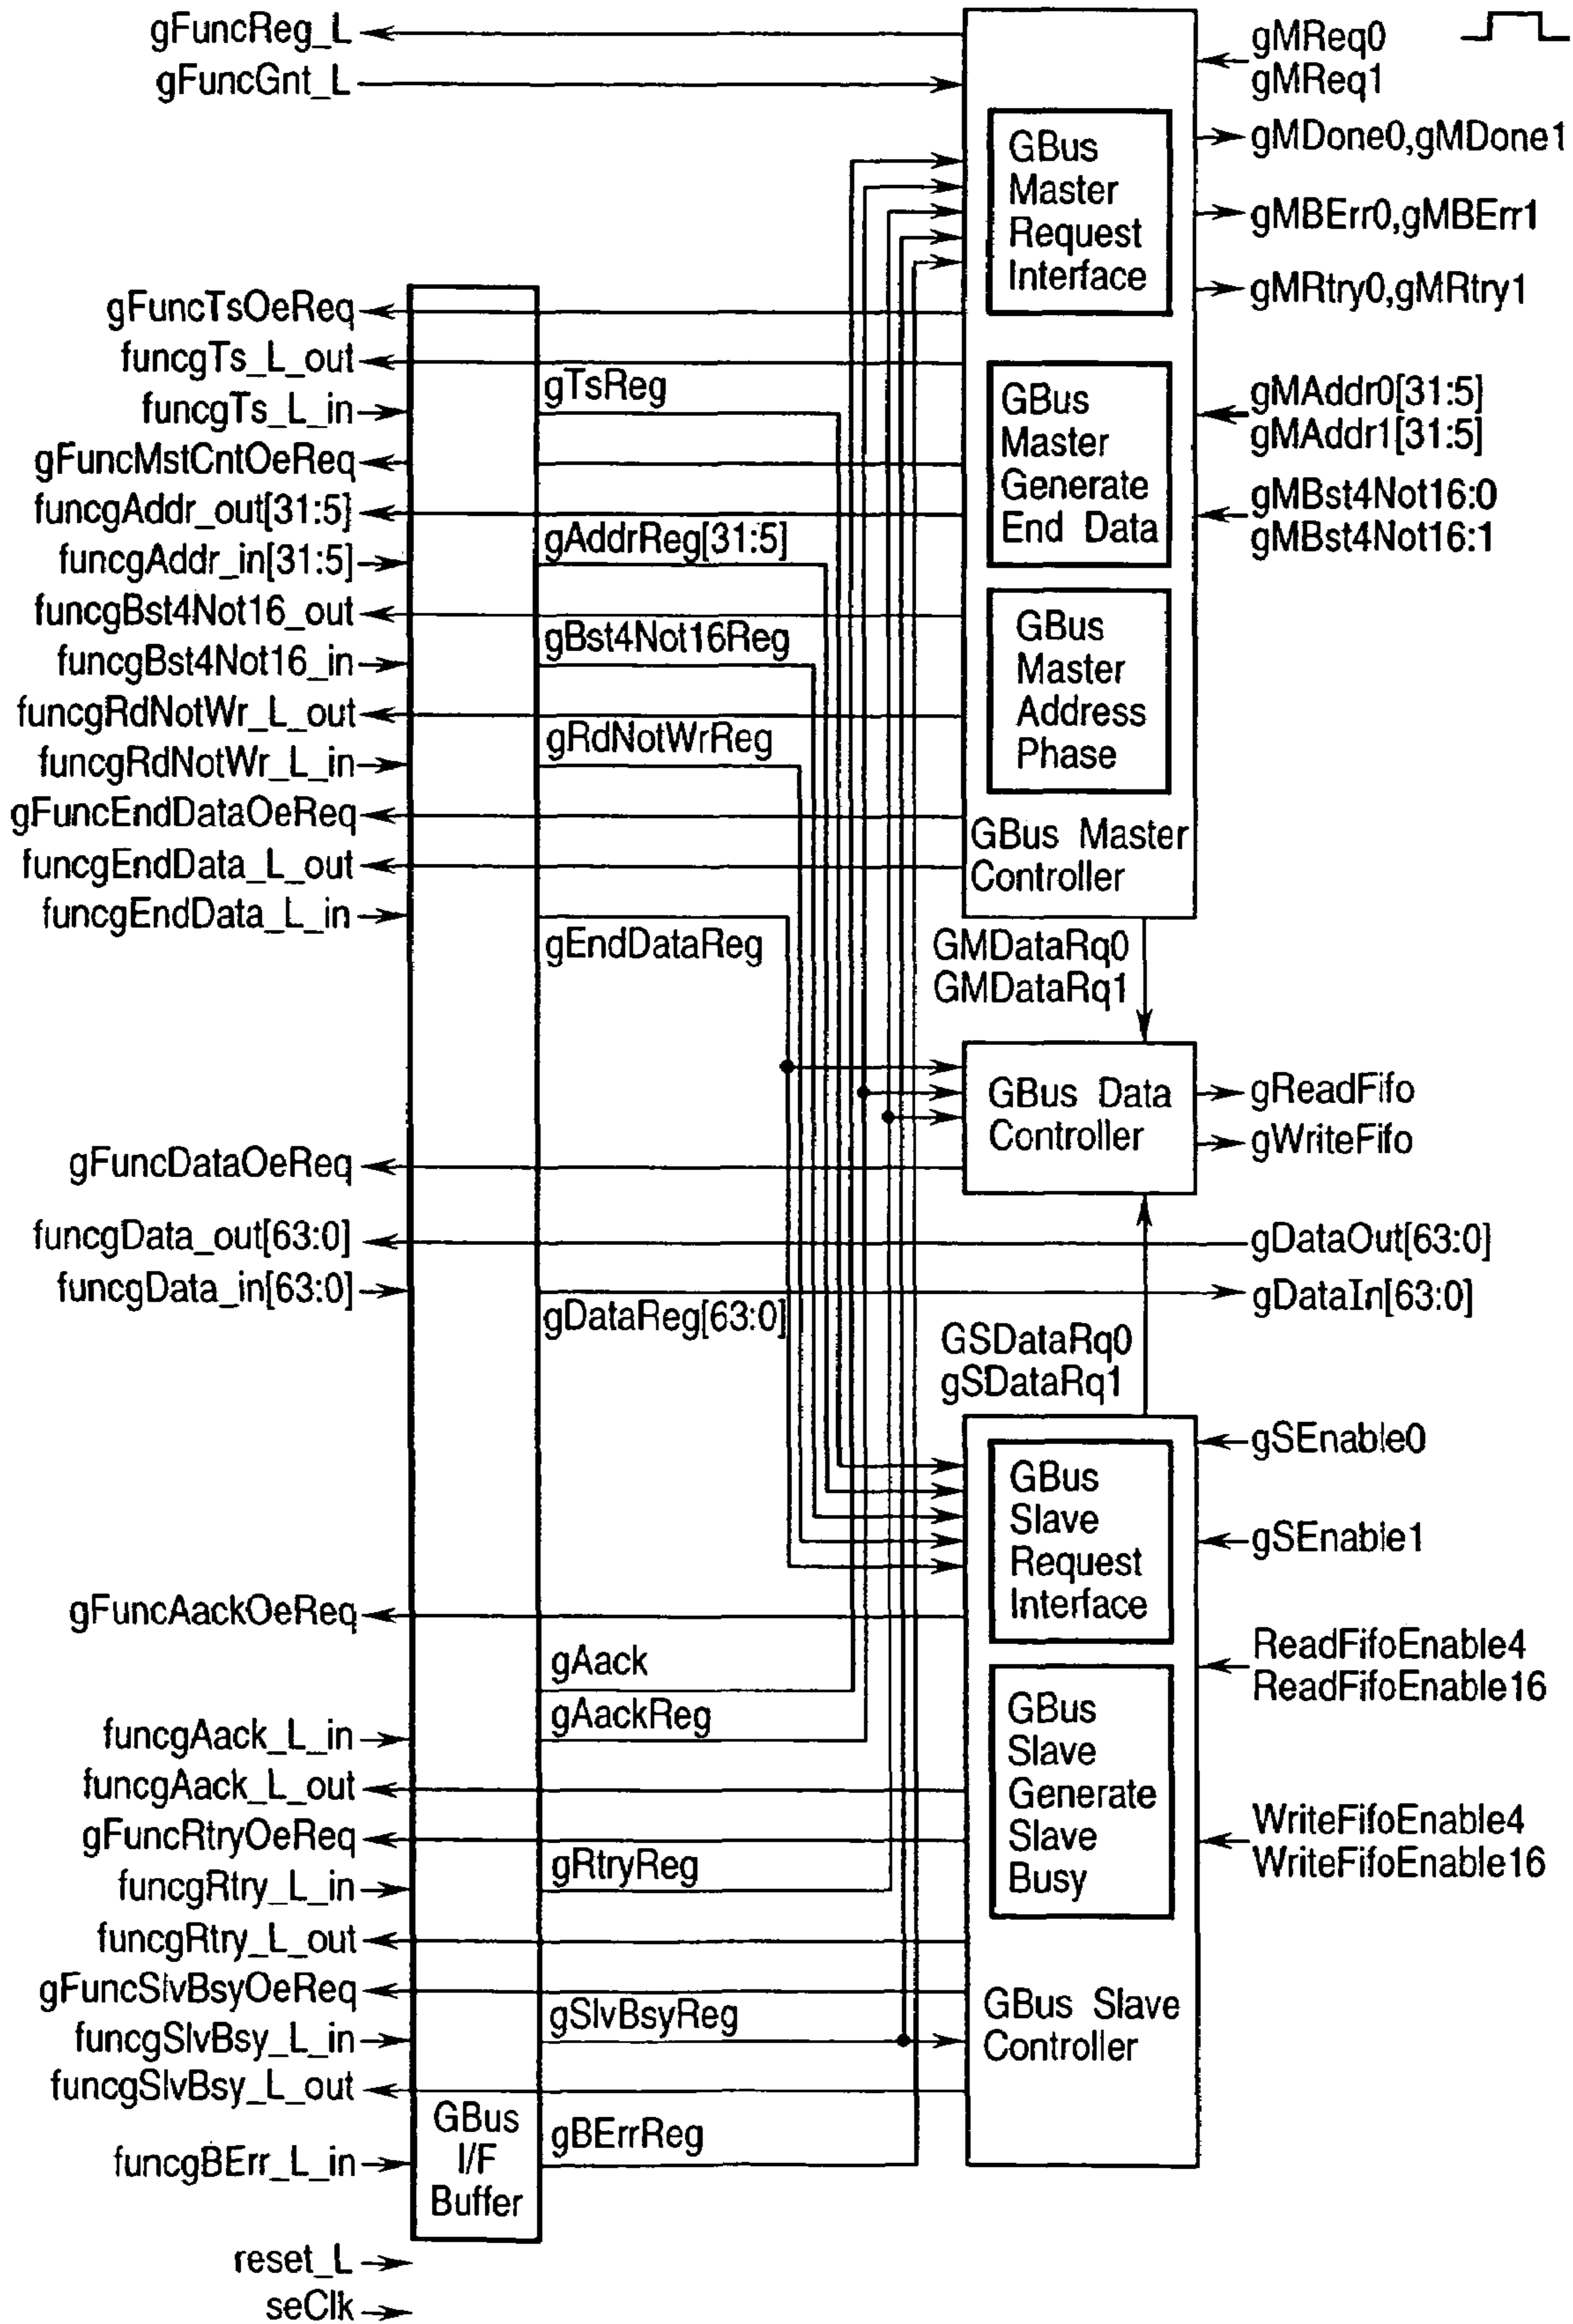 gFuncReg_L
gFuncGnt_L
gMReq0
gMReq1
gMDone0,gMDone1
gMBErr0,gMBErr1
gMRtry0,gMRtry1
GBus
Master
Request
Interface
gFuncTsOeReq
funcgTs_L_out
funcgTs_L_in
gFuncMstCntOeReq
funcgAddr_out[31:5]
funcgAddr_in[31:5]
funcgBst4Not16_out
funcgBst4Not16_in
funcgRdNotWr_L_out
funcgRdNotWr_L_in
gFuncEndDataOeReq
funcgEndData_L_out
funcgEndData_L_in
gTsReg
gAddrReg[31:5]
gBst4Not16Reg
gRdNotWrReg
gEndDataReg
GBus
Master
Generate
End Data
GBus
Master
Address
Phase
GBus Master
Controller
gMAddr0[31:5]
gMAddr1[31:5]
gMBst4Not16:0
gMBst4Not16:1
GMDataRq0
GMDataRq1
GBus Data
Controller
gReadFifo
gWriteFifo
gFuncDataOeReq
funcgData_out[63:0]
funcgData_in[63:0]
gDataReg[63:0]
gDataOut[63:0]
gDataIn[63:0]
GSDataRq0
gSDataRq1
GBus
Slave
Request
Interface
gSEnable0
gSEnable1
gFuncAackOeReq
gAack
gAackReg
funcgAack_L_in
funcgAack_L_out
gFuncRtryOeReq
funcgRtry_L_in
gRtryReg
funcgRtry_L_out
gFuncSlvBsyOeReq
funcgSlvBsy_L_in
gSlvBsyReg
funcgSlvBsy_L_out
funcgBErr_L_in
gBErrReg
GBus
Slave
Generate
Slave
Busy
ReadFifoEnable4
ReadFifoEnable16
WriteFifoEnable4
WriteFifoEnable16
GBus Slave
Controller
GBus
I/F
Buffer
reset_L
seClk